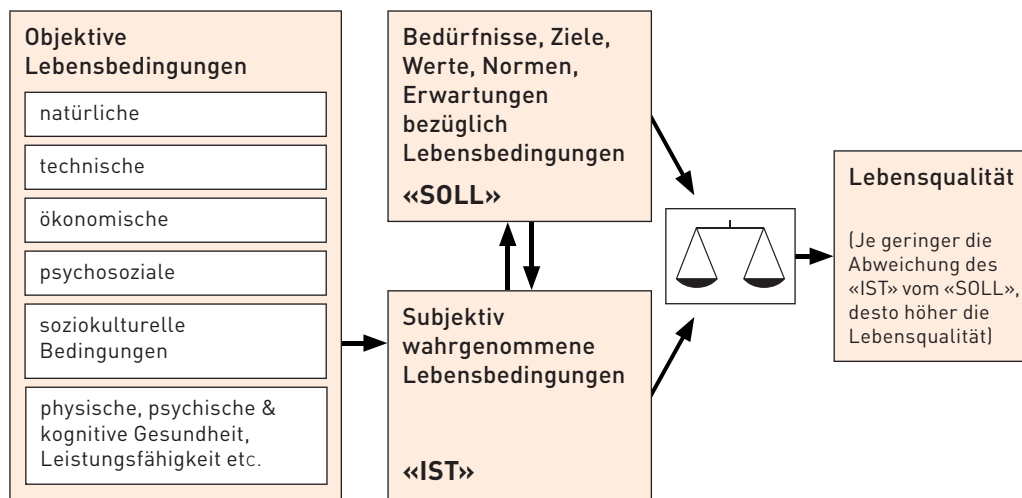 Objektive
Lebensbedingungen
natürliche
technische
ökonomische
psychosoziale
soziokulturelle
Bedingungen
physische, psychische &
kognitive Gesundheit,
Leistungsfähigkeit etc.
Bedürfnisse, Ziele,
Werte, Normen,
Erwartungen
bezüglich
Lebensbedingungen
«SOLL»
Subjektiv
wahrgenommene
Lebensbedingungen
«IST»
Lebensqualität
(Je geringer die
Abweichung des
«IST» vom «SOLL»,
desto höher die
Lebensqualität)